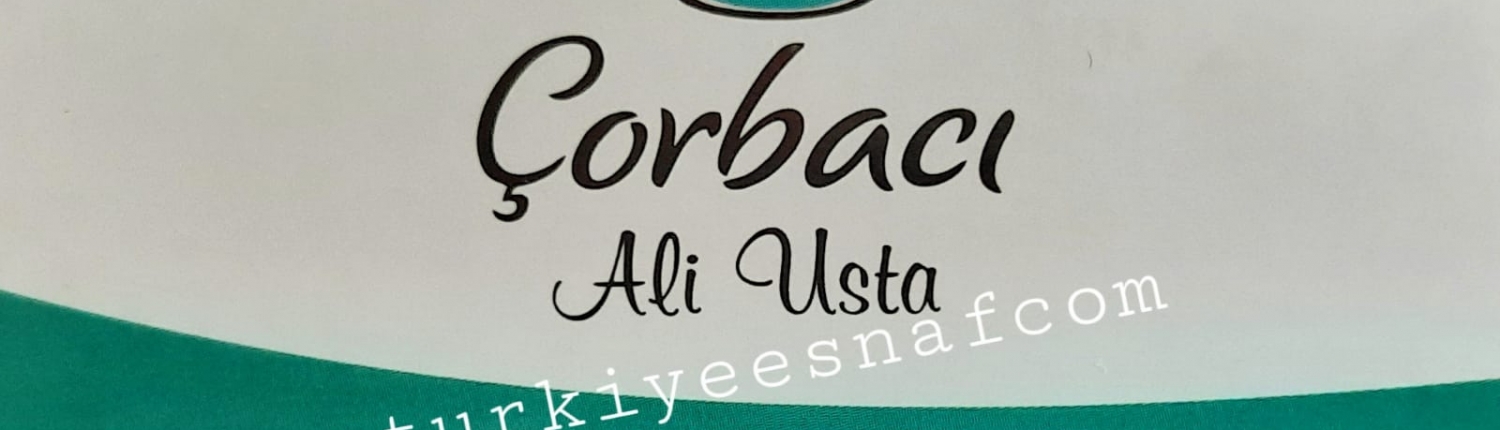 Çorbacı
Ali Usta
turkiyeesnafcom